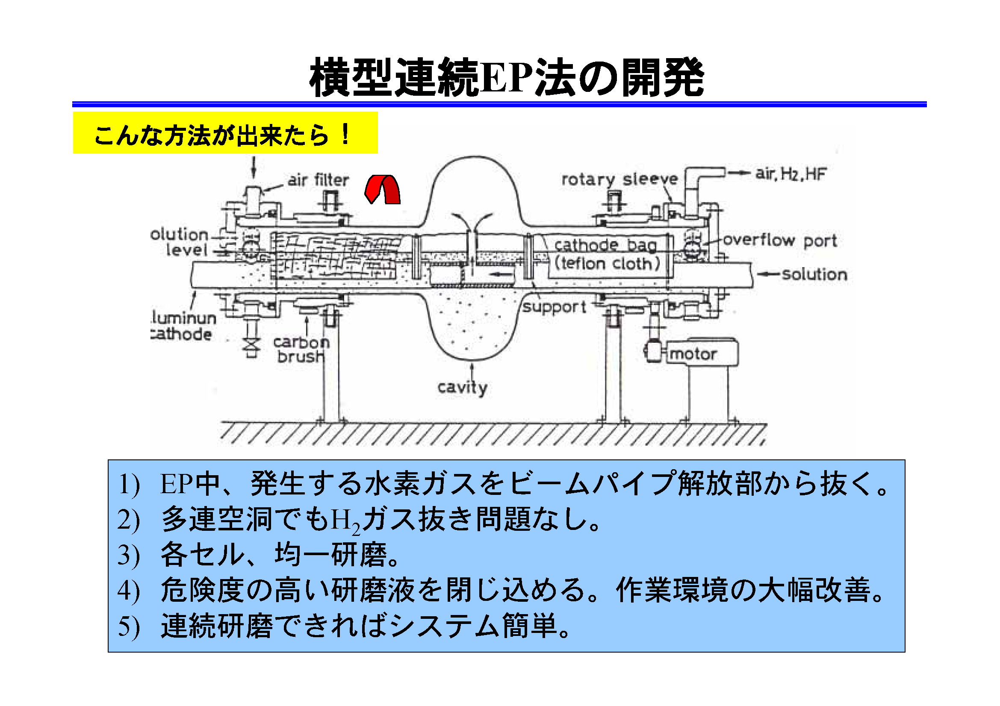 横型連続EP法の開発
こんな方法が出来たら！
air filter
rotary sleeve
air, H2, HF
olution
level
cathode bag
(teflon cloth)
overflow port
solution
support
luminun
cathode
carbon
brush
motor
cavity
1) EP中、発生する水素ガスをビームパイプ解放部から抜く。
2) 多連空洞でもH2ガス抜き問題なし。
3) 各セル、均一研磨。
4) 危険度の高い研磨液を閉じ込める。作業環境の大幅改善。
5) 連続研磨できればシステム簡単。